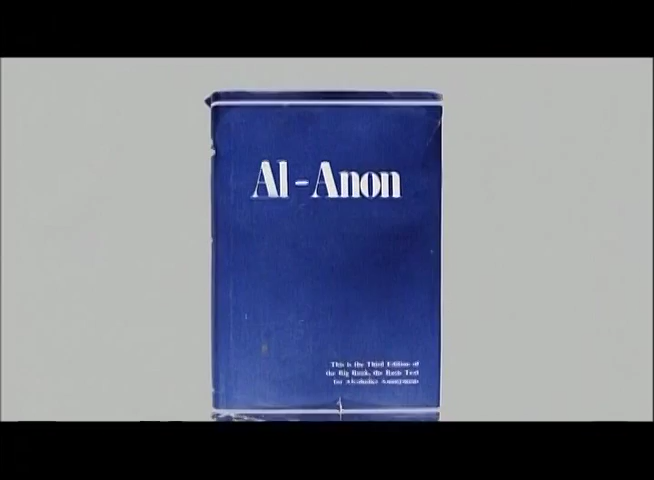 Al-Anon
This is the Third Edition of
the Big Book, the Basic Text
for Alcoholics Anonymous